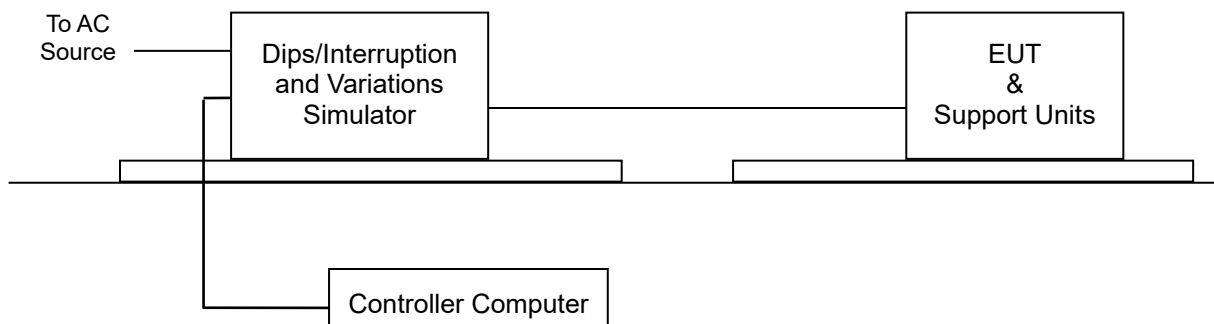 To AC
Source
Dips/Interruption
and Variations
Simulator
EUT
&
Support Units
Controller Computer